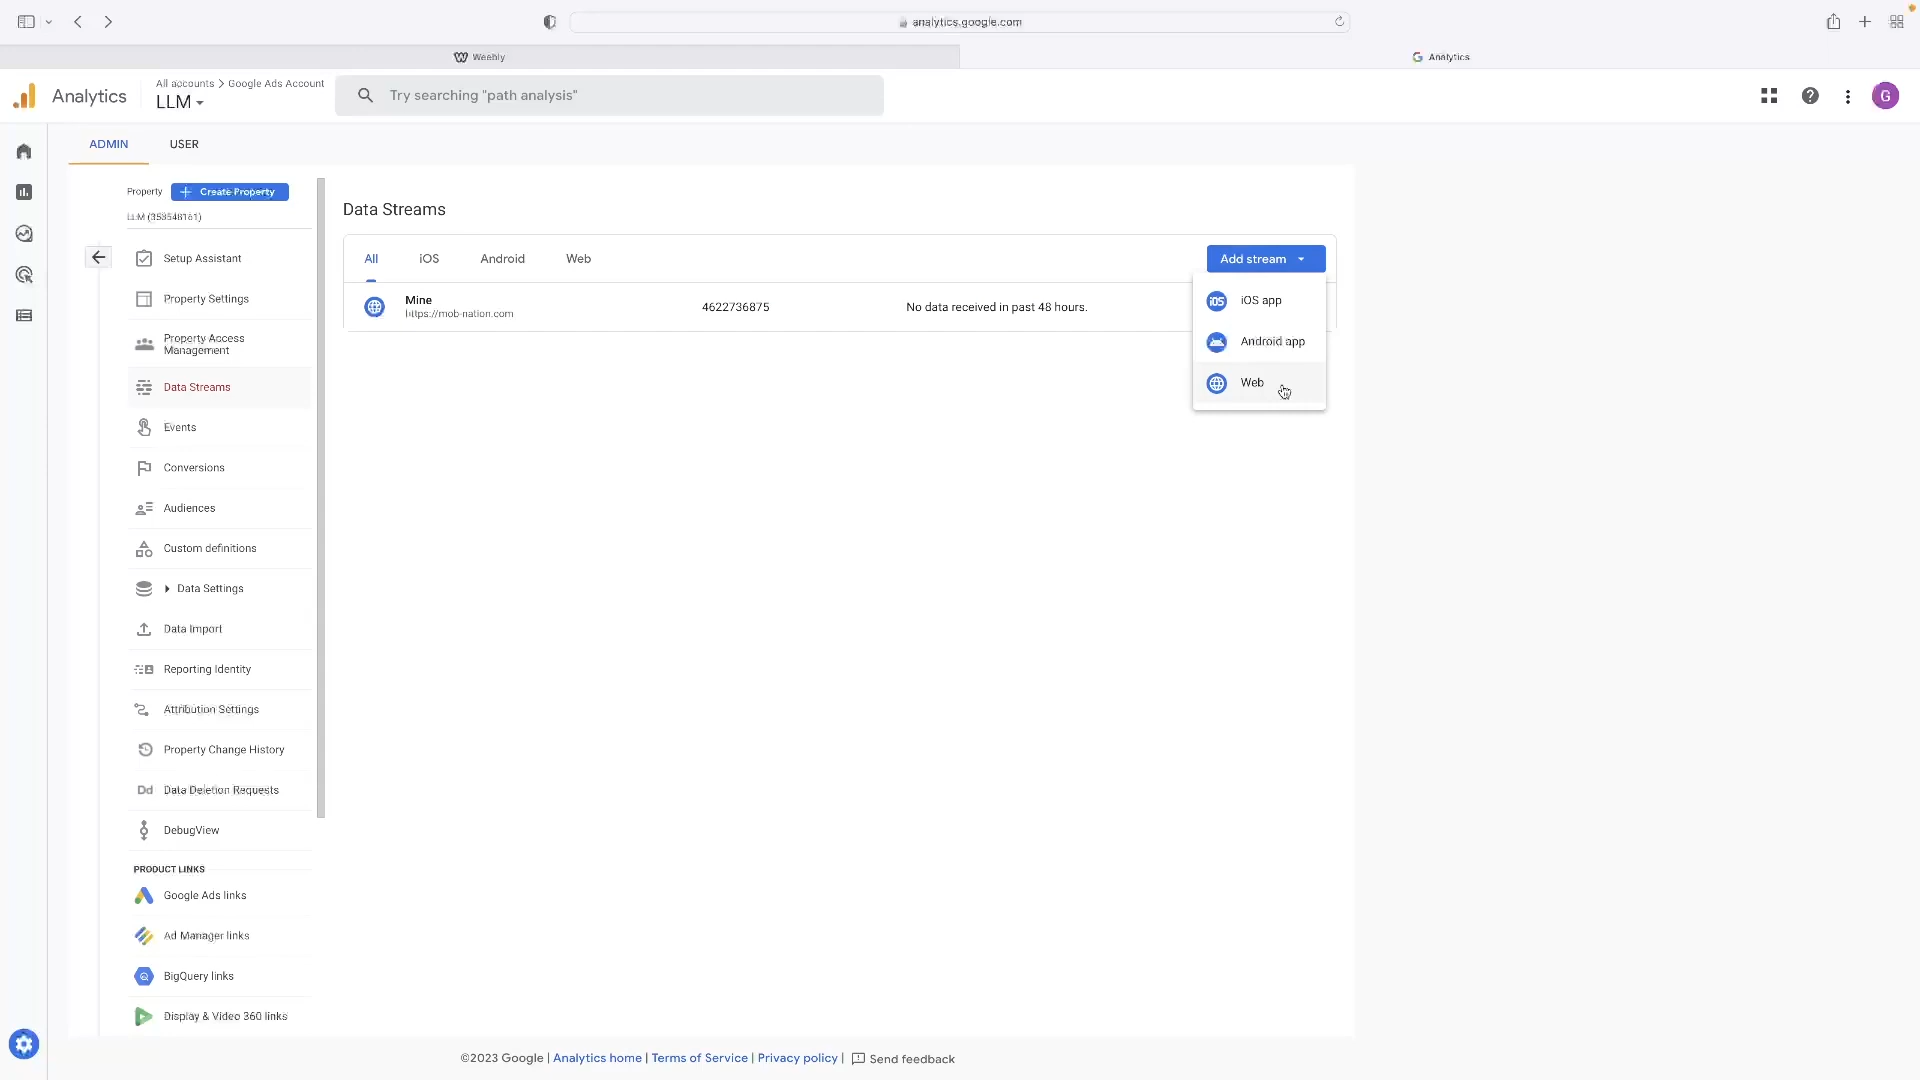 analytics.google.com
Weebly
Analytics
Analytics
All accounts > Google Ads Account
LLM
Try searching "path analysis"
G
ADMIN
USER
Property
Create Property
LLM (353548161)
Setup Assistant
Property Settings
Property Access
Management
Data Streams
Events
Conversions
Audiences
Custom definitions
Data Settings
Data Import
Reporting Identity
Attribution Settings
Property Change History
Dd Data Deletion Requests
DebugView
PRODUCT LINKS
Google Ads links
Ad Manager links
BigQuery links
Display & Video 360 links
Data Streams
All
iOS
Android
Web
Add stream
Mine
https://mob-nation.com
4622736875
No data received in past 48 hours.
iOS iOS app
Android app
Web
©2023 Google | Analytics home | Terms of Service | Privacy policy | Send feedback